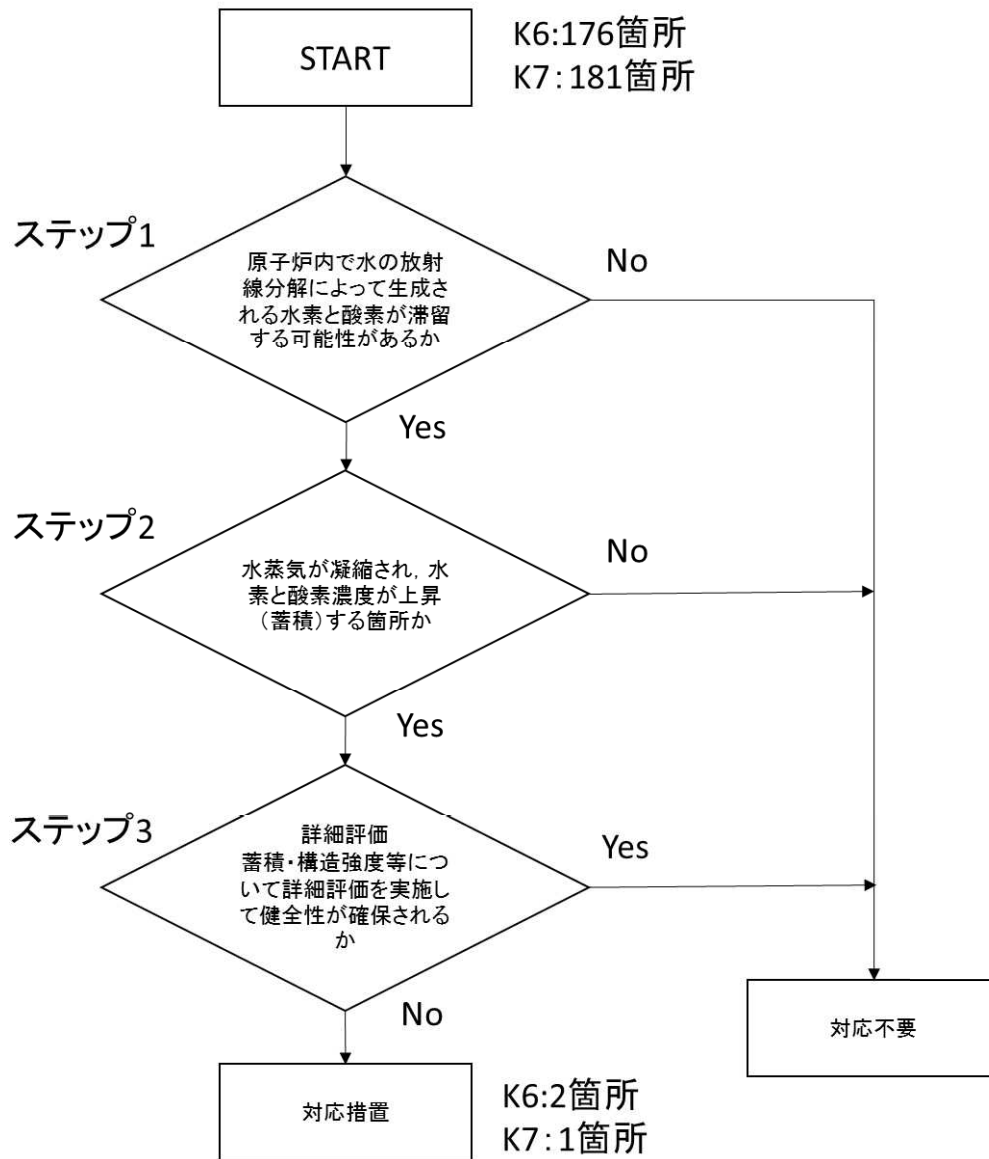 START
K6:176箇所
K7:181箇所
ステップ1
原子炉内で水の放射
線分解によって生成さ
れる水素と酸素が滞留
する可能性があるか
No
Yes
ステップ2
水蒸気が凝縮され，水
素と酸素濃度が上昇
（蓄積）する箇所か
No
Yes
ステップ3
詳細評価
蓄積・構造強度等につ
いて詳細評価を実施し
て健全性が確保される
か
Yes
No
対応不要
対応措置
K6:2箇所
K7:1箇所